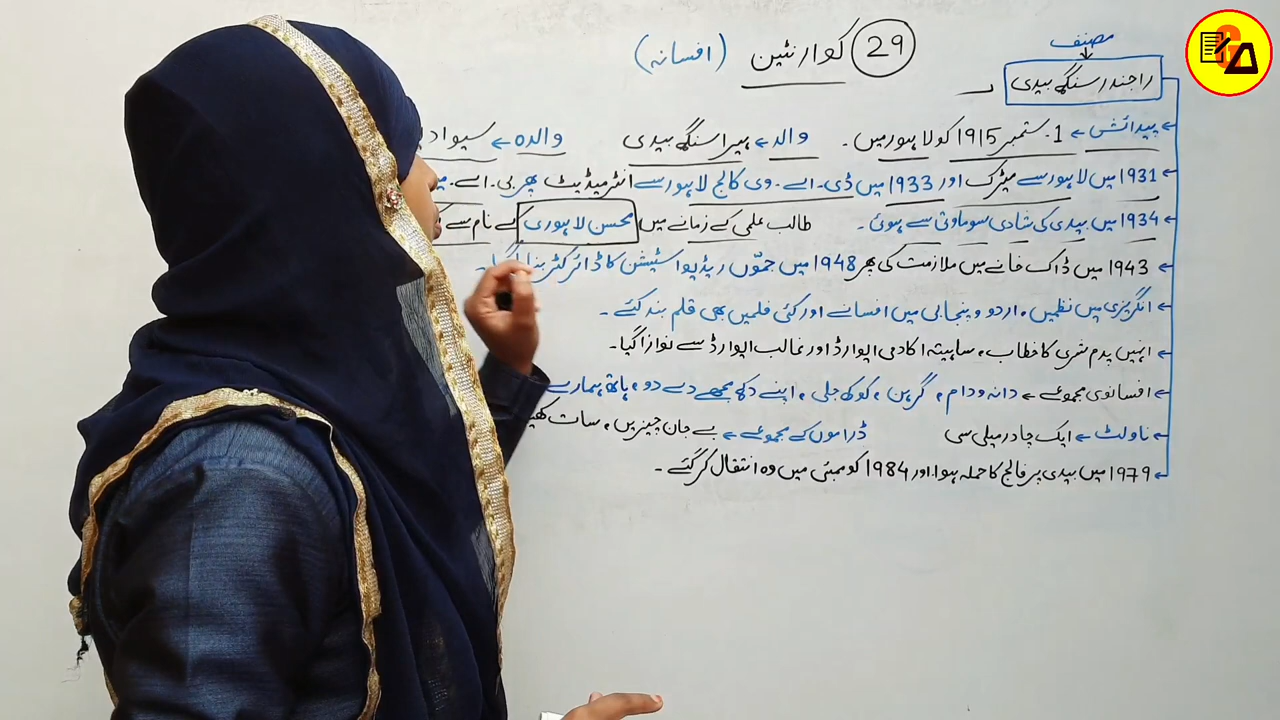 29 کوارنٹین (افسانہ)
مصنف
راجندر سنگھ بیدی
پیدائش ← 1۔ستمبر 1915 کو لاہور میں۔ والد ← ہیرا سنگھ بیدی والدہ ←
1931 میں لاہور سے میٹرک اور 1933 میں ڈی۔اے۔وی کالج لاہور سے انٹرمیڈیٹ پھر بی۔اے۔
1934 میں بیدی کی شادی سوماوتی سے ہوئی۔ طالب علمی کے زمانے میں محسن لاہوری کے نام سے
1943 میں ڈاک خانے میں ملازمت کی پھر 1948 میں جموّں ریڈیو اسٹیشن کا ڈائرکٹر بنایا گیا۔
انگریزی میں نظمیں، اردو و پنجابی میں افسانے اور کئی فلمیں بھی قلم بند کئے۔
انہیں پدم شری کا خطاب، ساہیتہ اکادمی ایوارڈ اور غالب ایوارڈ سے نوازا گیا۔
افسانوی مجموعے ← دانہ و دام، گرہن، کوکھ جلی، اپنے دکھ مجھے دے دو، ہاتھ ہمارے
ناولٹ ← ایک چادر میلی سی ڈراموں کے مجموعے ← بے جان چیزیں، سات
1979 میں بیدی پر فالج کا حملہ ہوا۔اور 1984 کو ممبئی میں وہ انتقال کر گئے۔